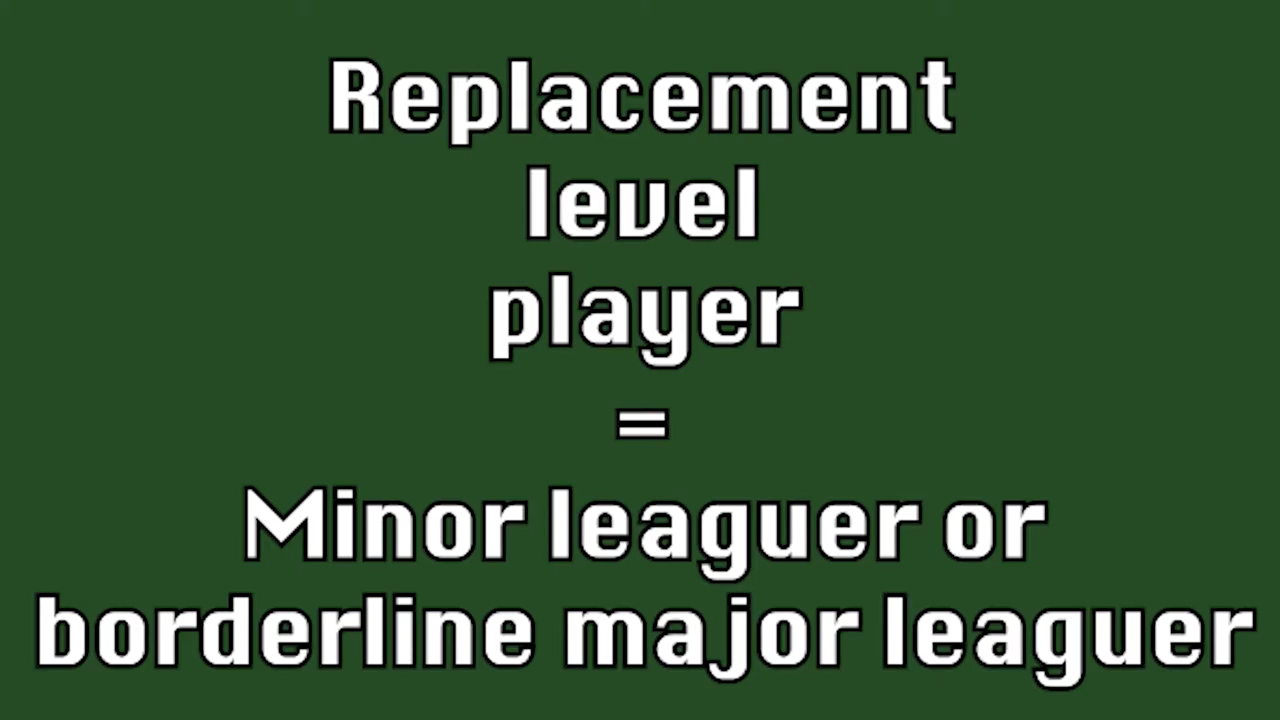 Replacement
level
player
=
Minor leaguer or
borderline major leaguer